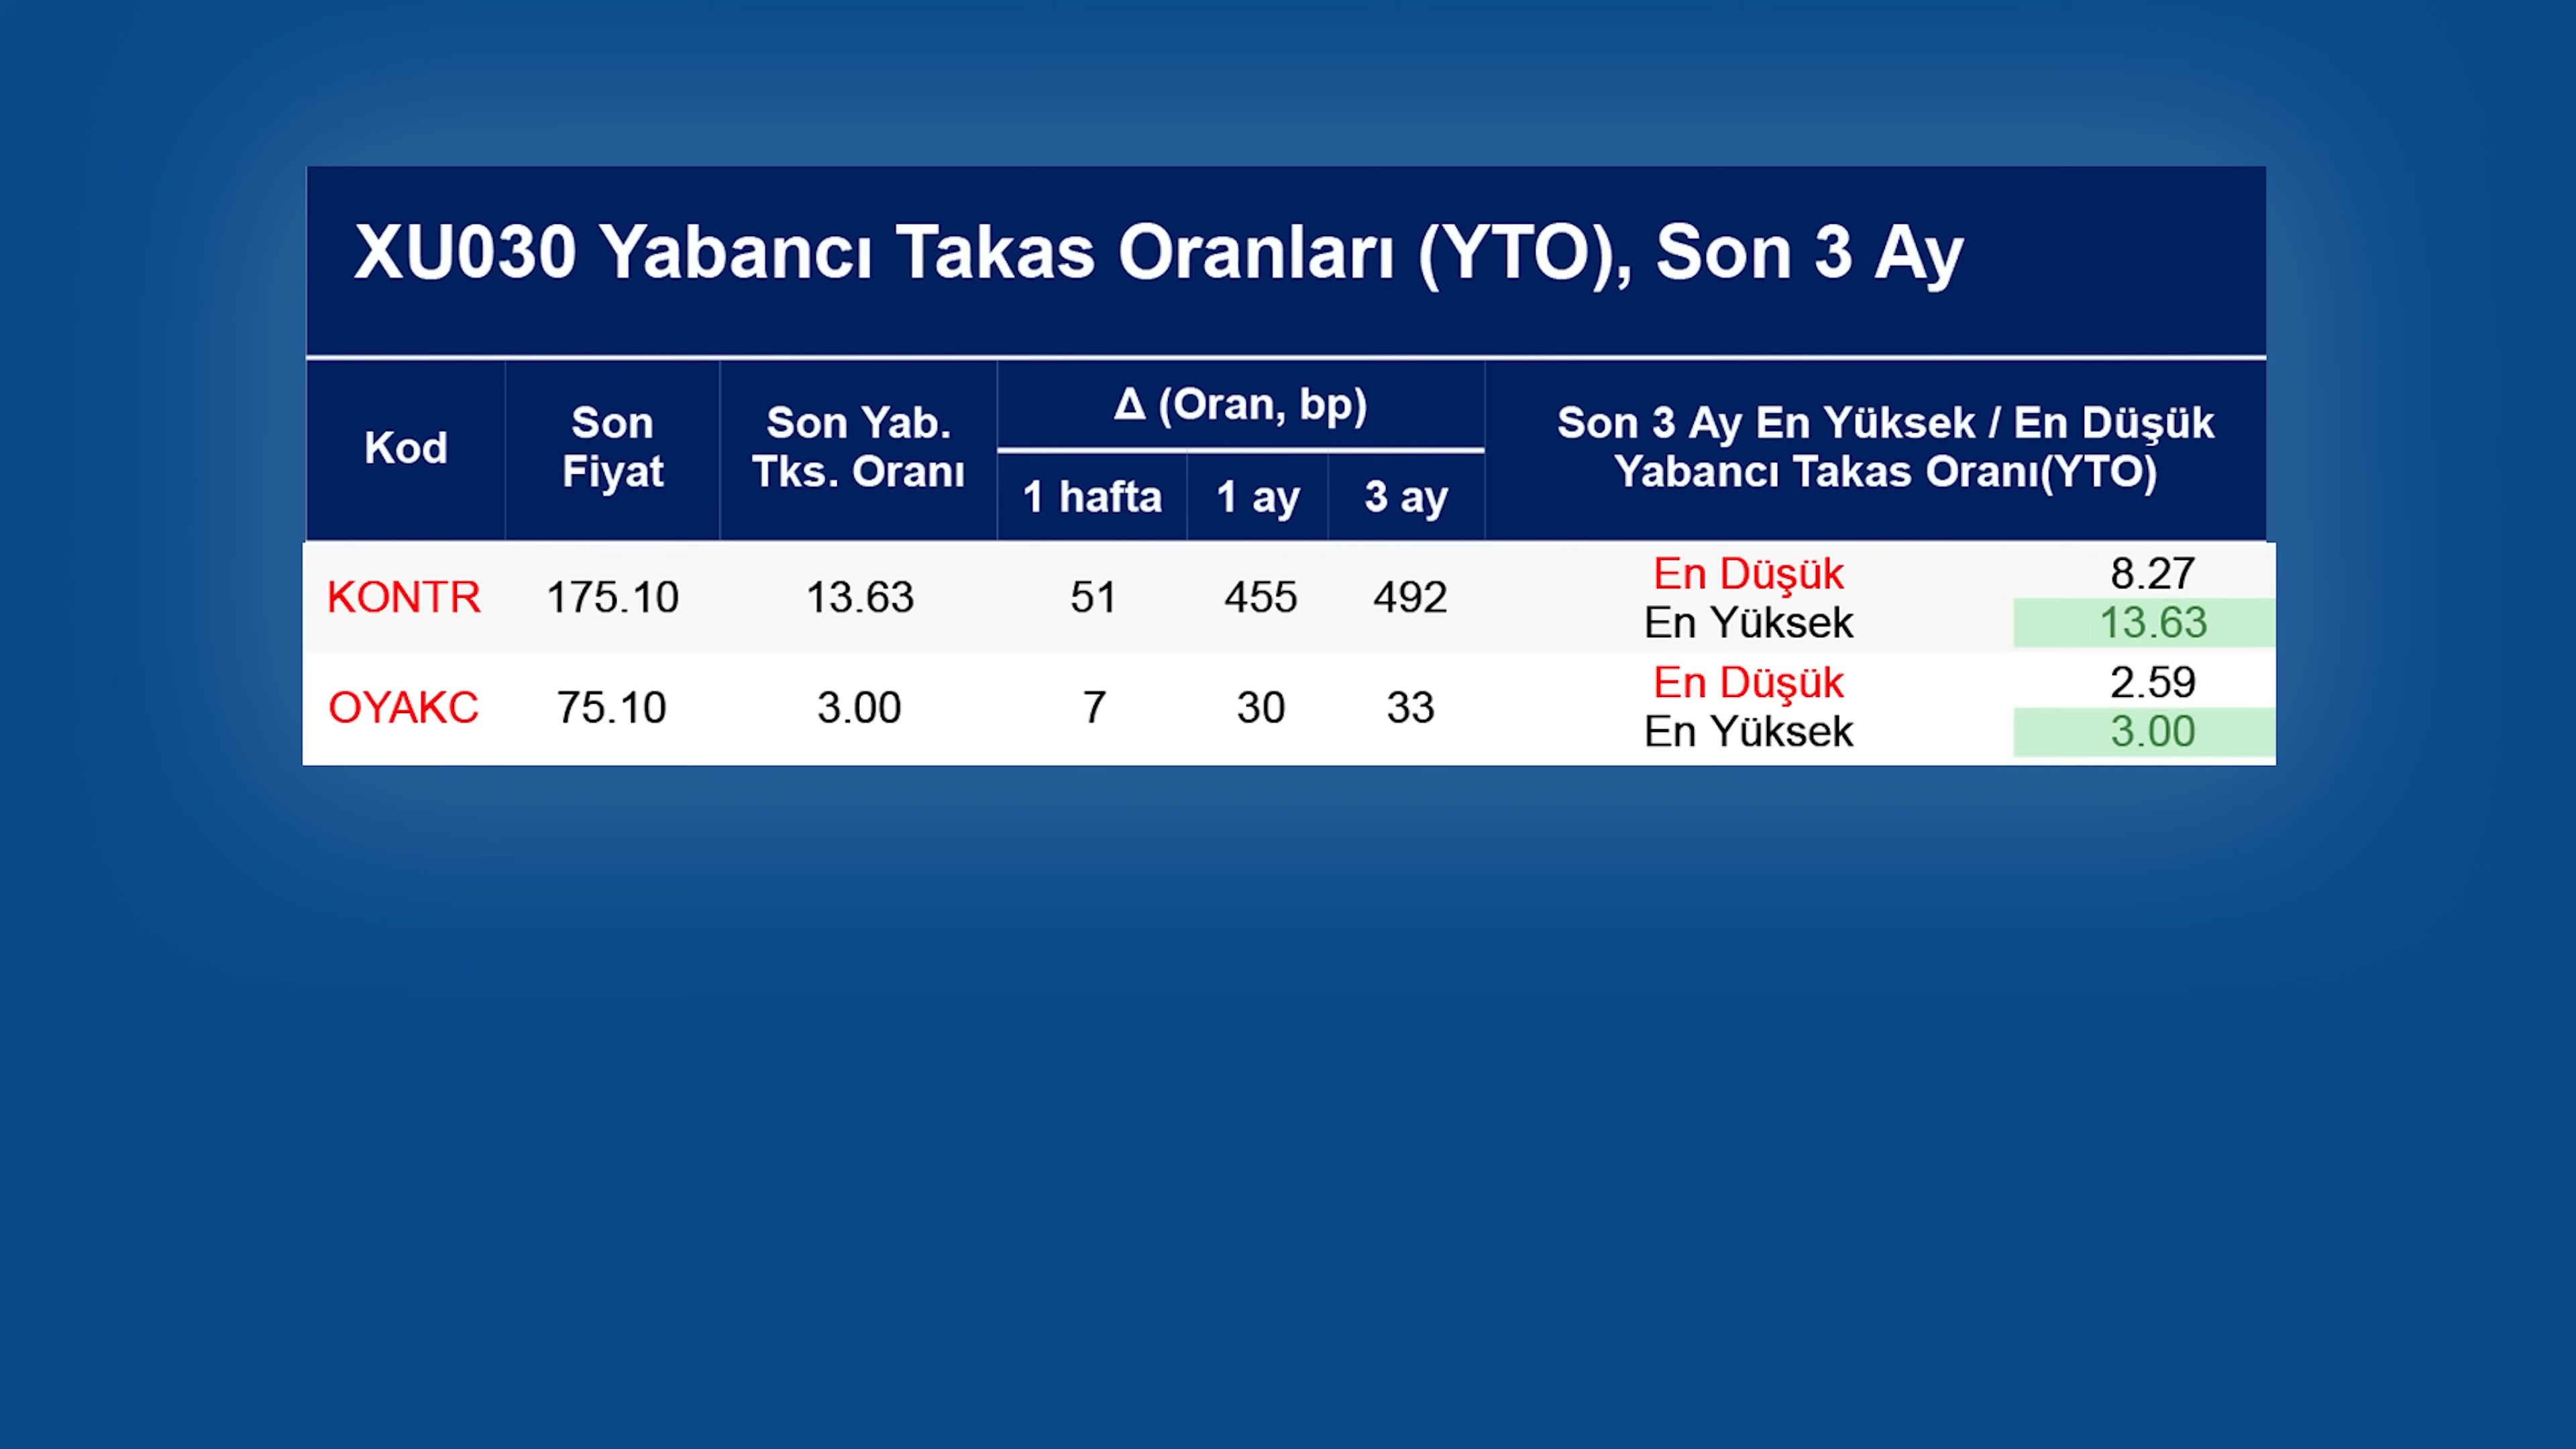 XU030 Yabancı Takas Oranları (YTO), Son 3 Ay
Kod
Son
Fiyat
Son Yab.
Tks. Oranı
Δ (Oran, bp)
1 hafta 1 ay 3 ay
Son 3 Ay En Yüksek / En Düşük
Yabancı Takas Oranı(YTO)
KONTR 175.10 13.63 51 455 492
En Düşük 8.27
En Yüksek 13.63
OYAKC 75.10 3.00 7 30 33
En Düşük 2.59
En Yüksek 3.00